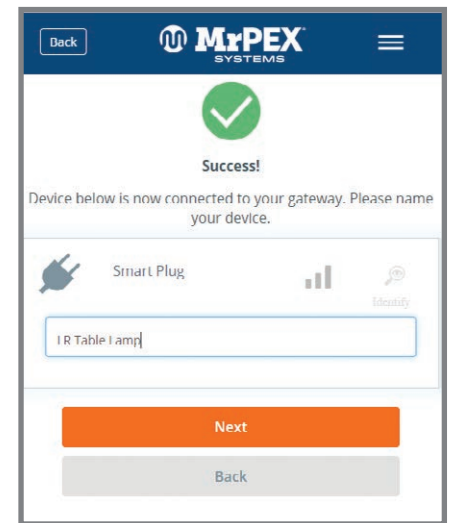 Back
MrPEX
SYSTEMS
Success!
Device below is now connected to your gateway. Please name
your device.
Smart Plug
Identify
LR Table Lamp
Next
Back